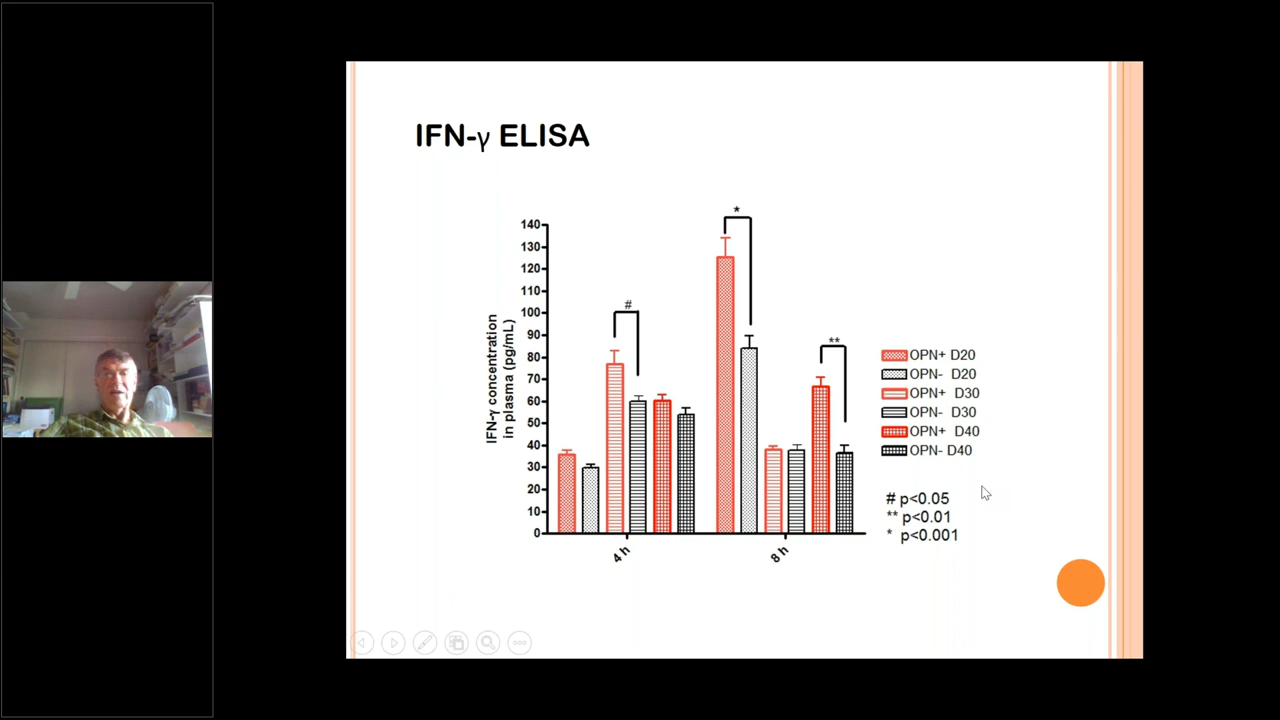 IFN-γ ELISA
IFN-γ concentration
in plasma (pg/mL)
140
130
120
110
100
90
80
70
60
50
40
30
20
10
0
#
*
**
4 h
8 h
OPN+ D20
OPN- D20
OPN+ D30
OPN- D30
OPN+ D40
OPN- D40
# p<0.05
** p<0.01
* p<0.001